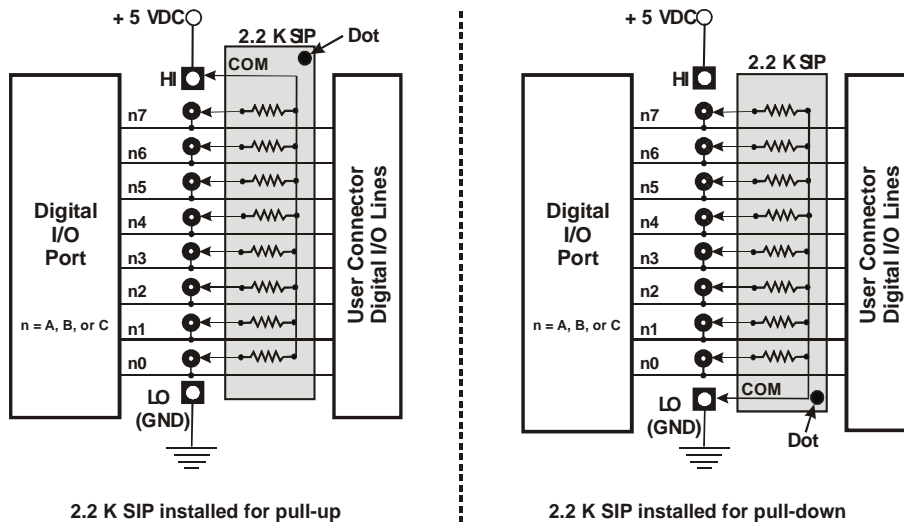 + 5 VDC
2.2 K SIP
Dot
HI
COM
n7
n6
n5
n4
n3
n2
n1
n0
Digital
I/O
Port
n = A, B, or C
User Connector
Digital I/O Lines
LO
(GND)
2.2 K SIP installed for pull-up
+ 5 VDC
2.2 K SIP
HI
n7
n6
n5
n4
n3
n2
n1
n0
Digital
I/O
Port
n = A, B, or C
User Connector
Digital I/O Lines
COM
LO
(GND)
Dot
2.2 K SIP installed for pull-down